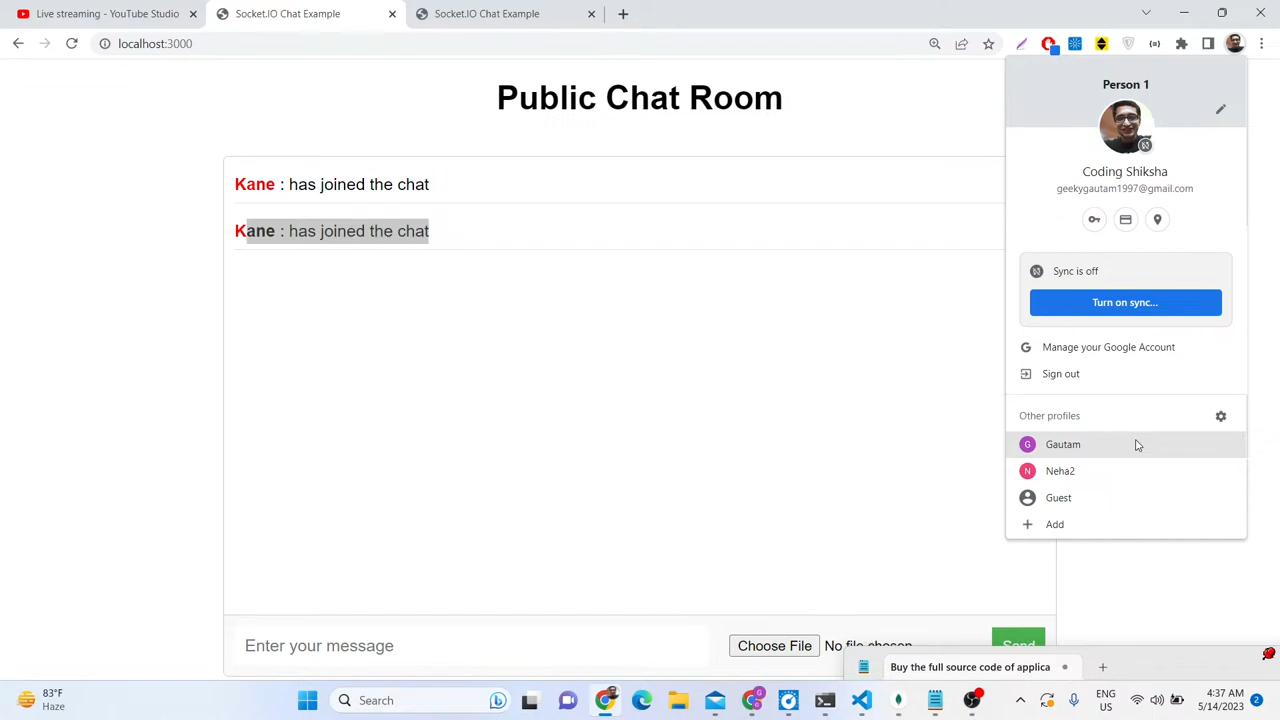 Live streaming - YouTube Studio
Socket.IO Chat Example
Socket.IO Chat Example
localhost:3000
Public Chat Room
Kane : has joined the chat
Kane : has joined the chat
Enter your message
Choose File No file chosen
Send
Person 1
Coding Shiksha
geekygautam1997@gmail.com
Sync is off
Turn on sync...
Manage your Google Account
Sign out
Other profiles
G Gautam
N Neha2
Guest
Add
Buy the full source code of applica
83°F
Haze
Search
ENG
US
4:37 AM
5/14/2023
2